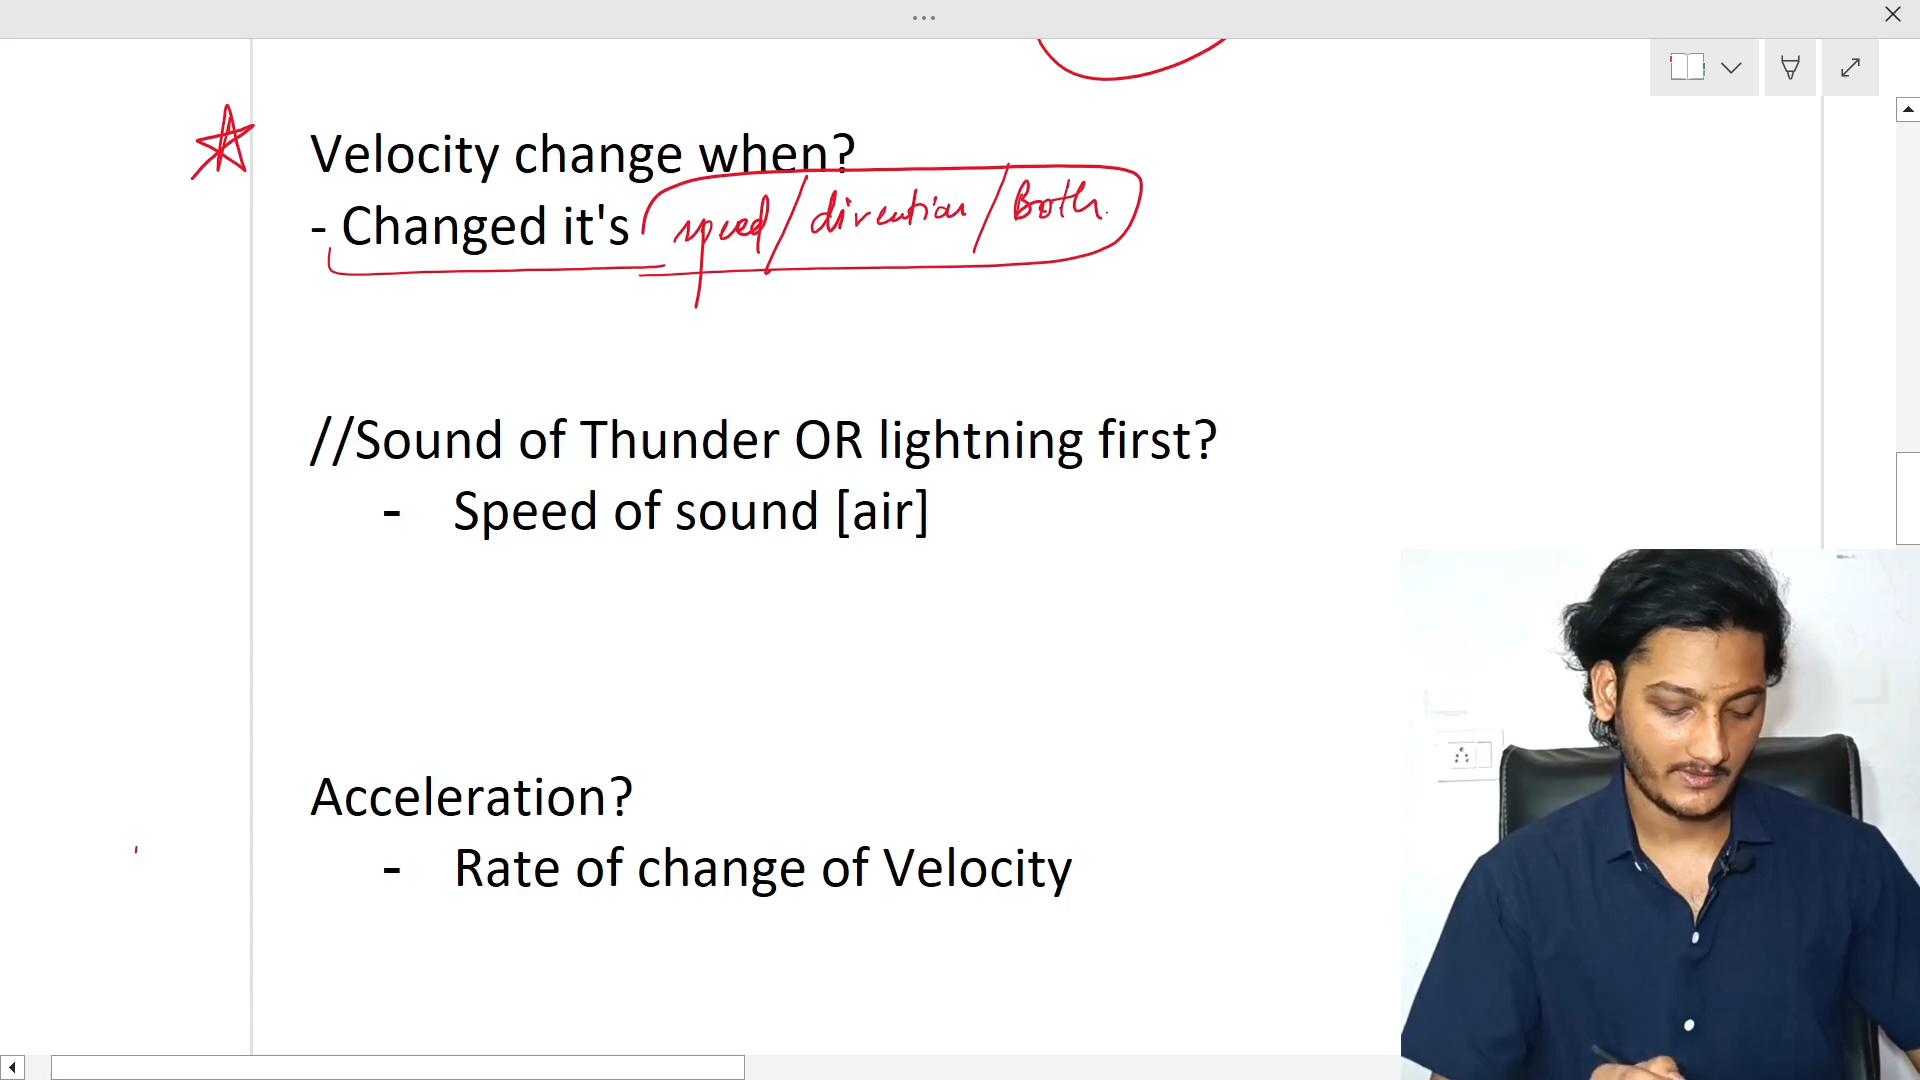 Velocity change when?
- Changed it's speed/direction/Both.
//Sound of Thunder OR lightning first?
- Speed of sound [air]
Acceleration?
- Rate of change of Velocity